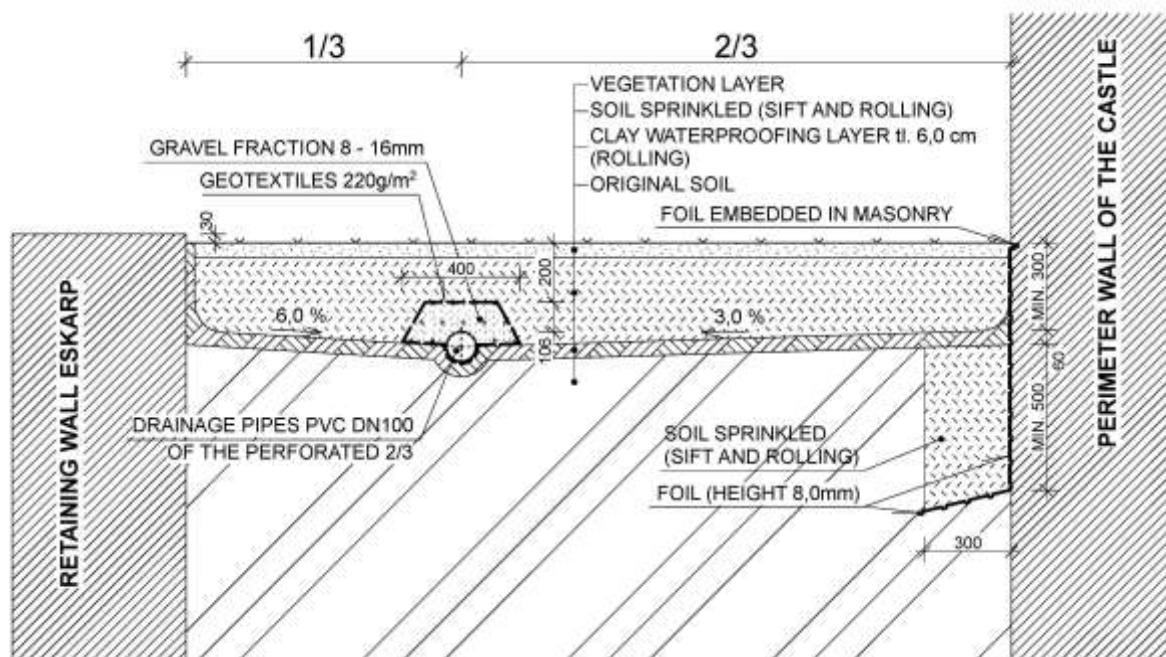 1/3
2/3
VEGETATION LAYER
SOIL SPRINKLED (SIFT AND ROLLING)
CLAY WATERPROOFING LAYER tl. 6,0 cm
(ROLLING)
ORIGINAL SOIL
GRAVEL FRACTION 8 - 16mm
GEOTEXTILES 220g/m²
FOIL EMBEDDED IN MASONRY
30
400
200
MIN. 300
6,0 %
3,0 %
106
60
DRAINAGE PIPES PVC DN100
OF THE PERFORATED 2/3
SOIL SPRINKLED
(SIFT AND ROLLING)
MIN. 500
FOIL (HEIGHT 8,0mm)
300
RETAINING WALL ESKARP
PERIMETER WALL OF THE CASTLE